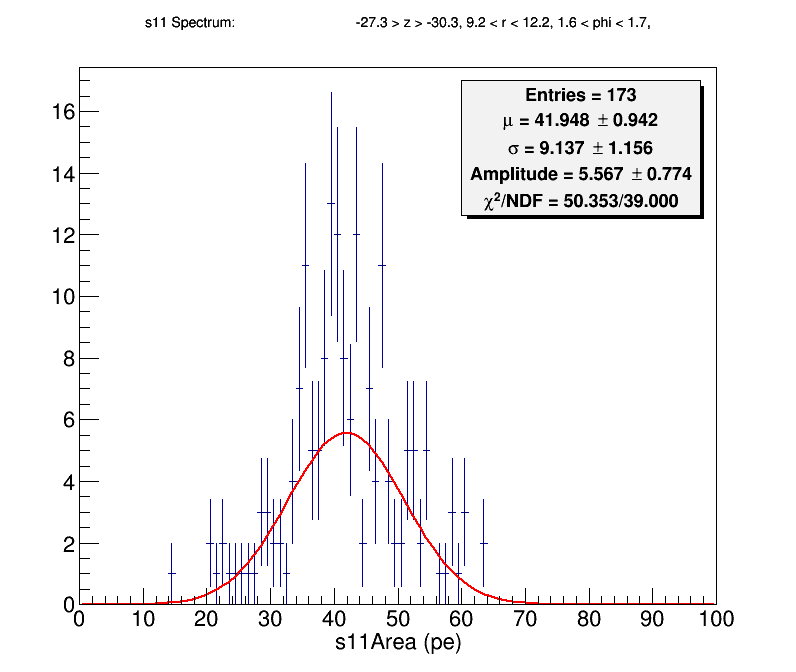 s11 Spectrum: -27.3 > z > -30.3, 9.2 < r < 12.2, 1.6 < phi < 1.7,
Entries = 173
μ = 41.948 ± 0.942
σ = 9.137 ± 1.156
Amplitude = 5.567 ± 0.774
χ²/NDF = 50.353/39.000
16
14
12
10
8
6
4
2
0
0 10 20 30 40 50 60 70 80 90 100
s11Area (pe)